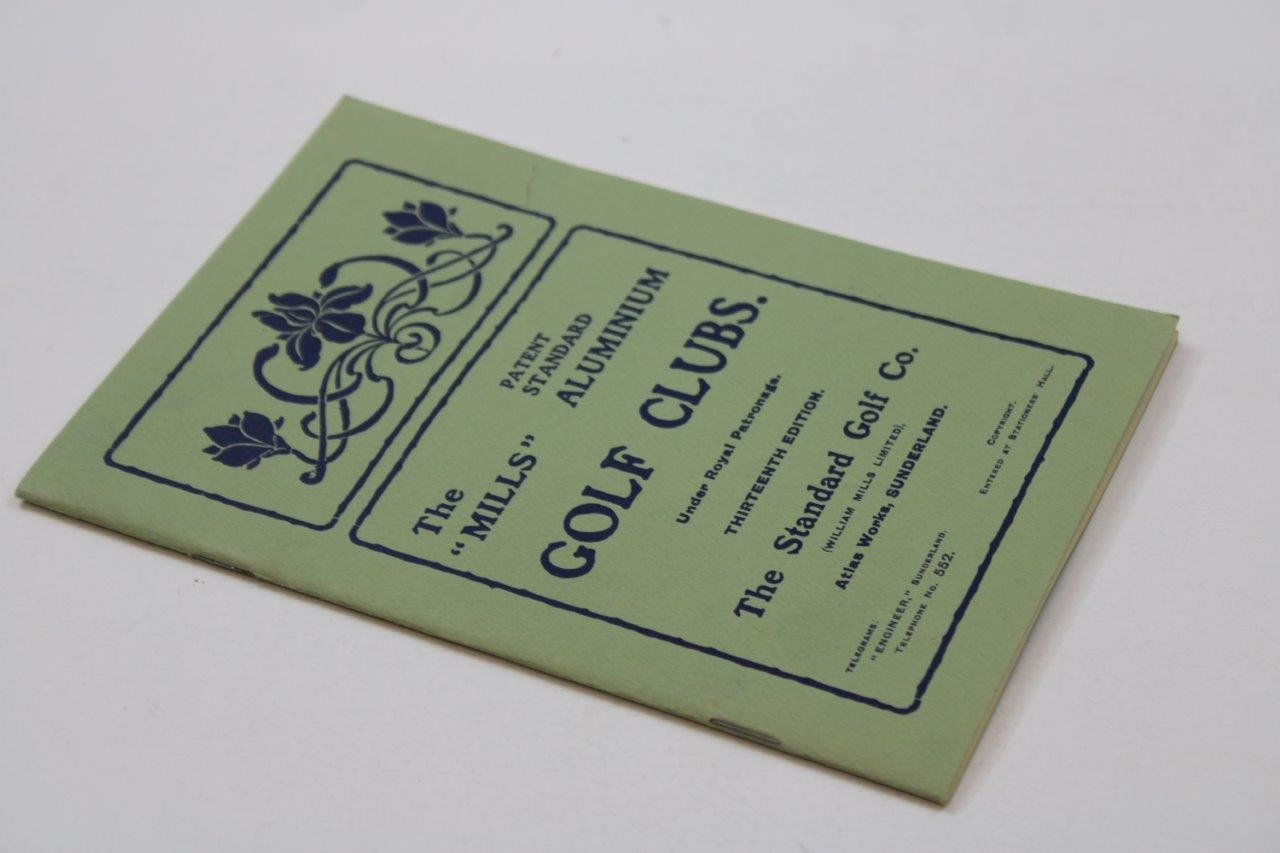 The
"MILLS"
PATENT
STANDARD
ALUMINIUM
GOLF CLUBS.
Under Royal Patronage.
THIRTEENTH EDITION.
The Standard Golf Co.
(WILLIAM MILLS LIMITED),
Atlas Works, SUNDERLAND.
TELEGRAMS:
"ENGINEER," SUNDERLAND.
TELEPHONE NO. 552.
COPYRIGHT.
ENTERED AT STATIONERS' HALL.